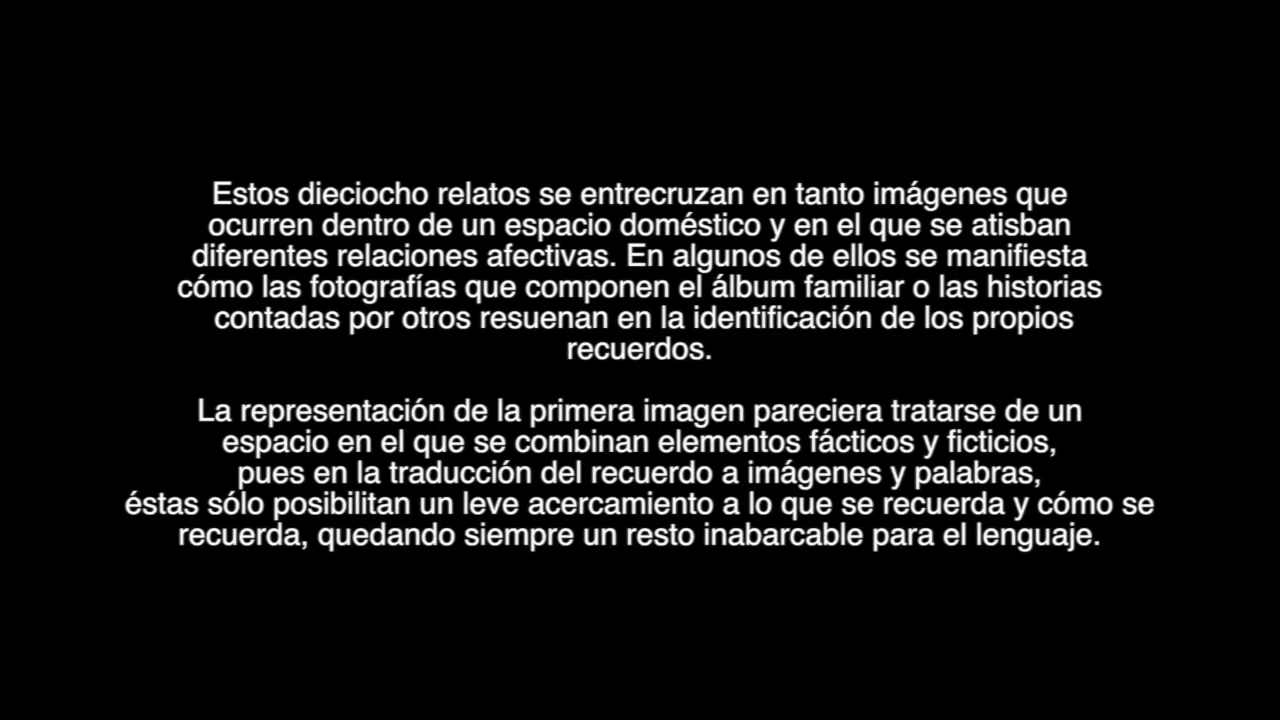 Estos dieciocho relatos se entrecruzan en tanto imágenes que
ocurren dentro de un espacio doméstico y en el que se atisban
diferentes relaciones afectivas. En algunos de ellos se manifiesta
cómo las fotografías que componen el álbum familiar o las historias
contadas por otros resuenan en la identificación de los propios
recuerdos.
La representación de la primera imagen pareciera tratarse de un
espacio en el que se combinan elementos fácticos y ficticios,
pues en la traducción del recuerdo a imágenes y palabras,
éstas sólo posibilitan un leve acercamiento a lo que se recuerda y cómo se
recuerda, quedando siempre un resto inabarcable para el lenguaje.